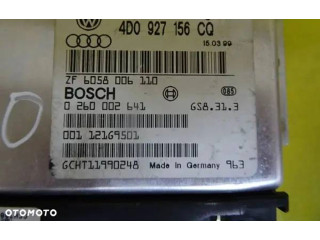 4D0 927 156 CQ
15.03.99
ZF 6058 006 110
BOSCH
0 260 002 641
GS8.31.3
001 121G9501
GCHT11990248 Made in Germany 963
OTOMOTO